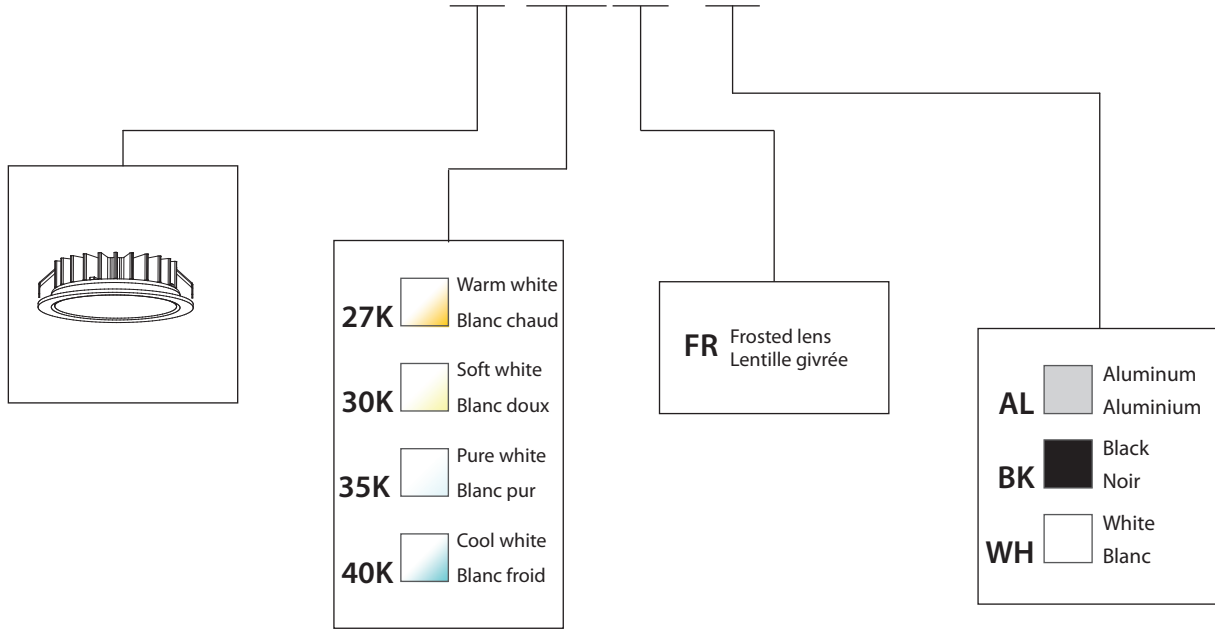 27K
Warm white
Blanc chaud
30K
Soft white
Blanc doux
35K
Pure white
Blanc pur
40K
Cool white
Blanc froid
FR
Frosted lens
Lentille givrée
AL
Aluminum
Aluminium
BK
Black
Noir
WH
White
Blanc